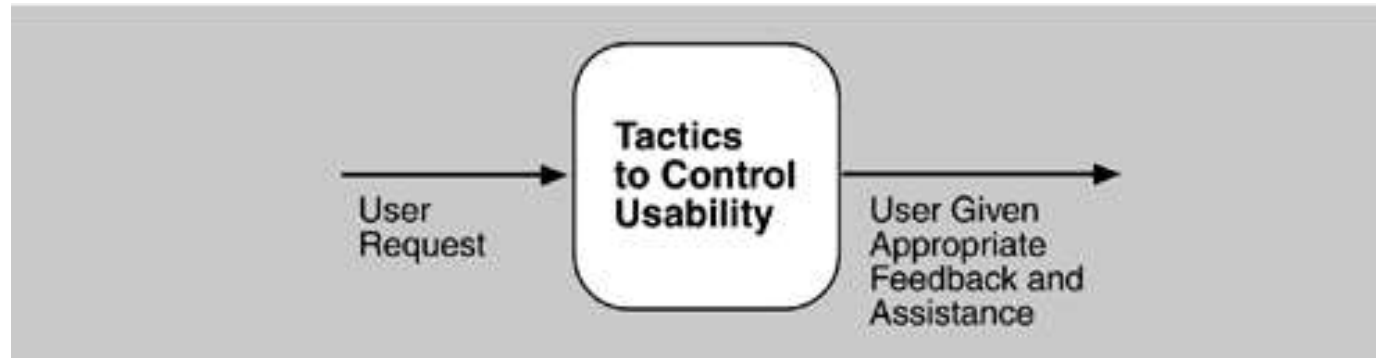 User
Request
Tactics
to Control
Usability
User Given
Appropriate
Feedback and
Assistance